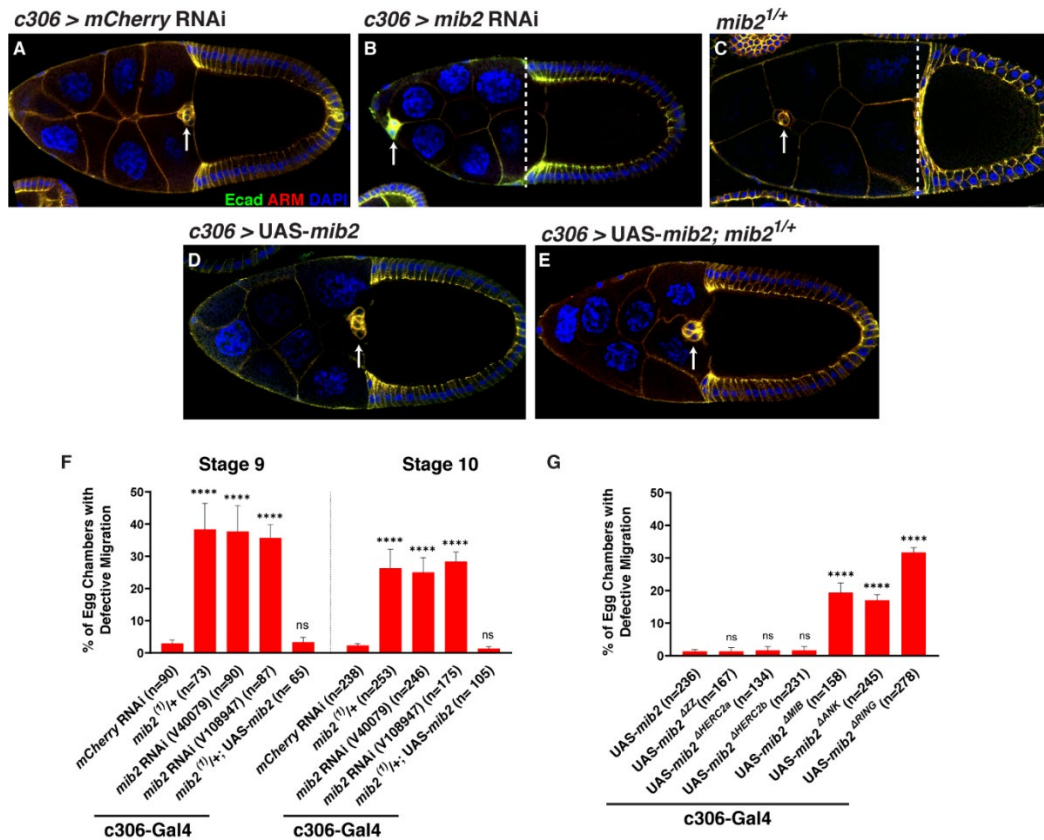 c306 > mCherry RNAi
c306 > mib2 RNAi
mib2^1/+
A
B
C
Ecad ARM DAPI
c306 > UAS-mib2
c306 > UAS-mib2; mib2^1/+
D
E
F
Stage 9
Stage 10
% of Egg Chambers with
Defective Migration
50
40
30
20
10
0
****
****
****
ns
****
****
****
ns
mCherry RNAi (n=90)
mib2 (1)/+ (n=73)
mib2 RNAi (V40079) (n=90)
mib2 RNAi (V108947) (n=87)
mib2 (1)/+; UAS-mib2 (n= 65)
mCherry RNAi (n=238)
mib2 (1)/+ (n=253)
mib2 RNAi (V40079) (n=246)
mib2 RNAi (V108947) (n=175)
mib2 (1)/+; UAS-mib2 (n= 105)
c306-Gal4
c306-Gal4
G
% of Egg Chambers with
Defective Migration
50
40
30
20
10
0
ns
ns
ns
****
****
****
UAS-mib2 (n=236)
UAS-mib2 ΔZZ (n=167)
UAS-mib2 ΔHERC2a (n=134)
UAS-mib2 ΔHERC2b (n=231)
UAS-mib2 ΔMIB (n=158)
UAS-mib2 ΔANK (n=245)
UAS-mib2 ΔRING (n=278)
c306-Gal4